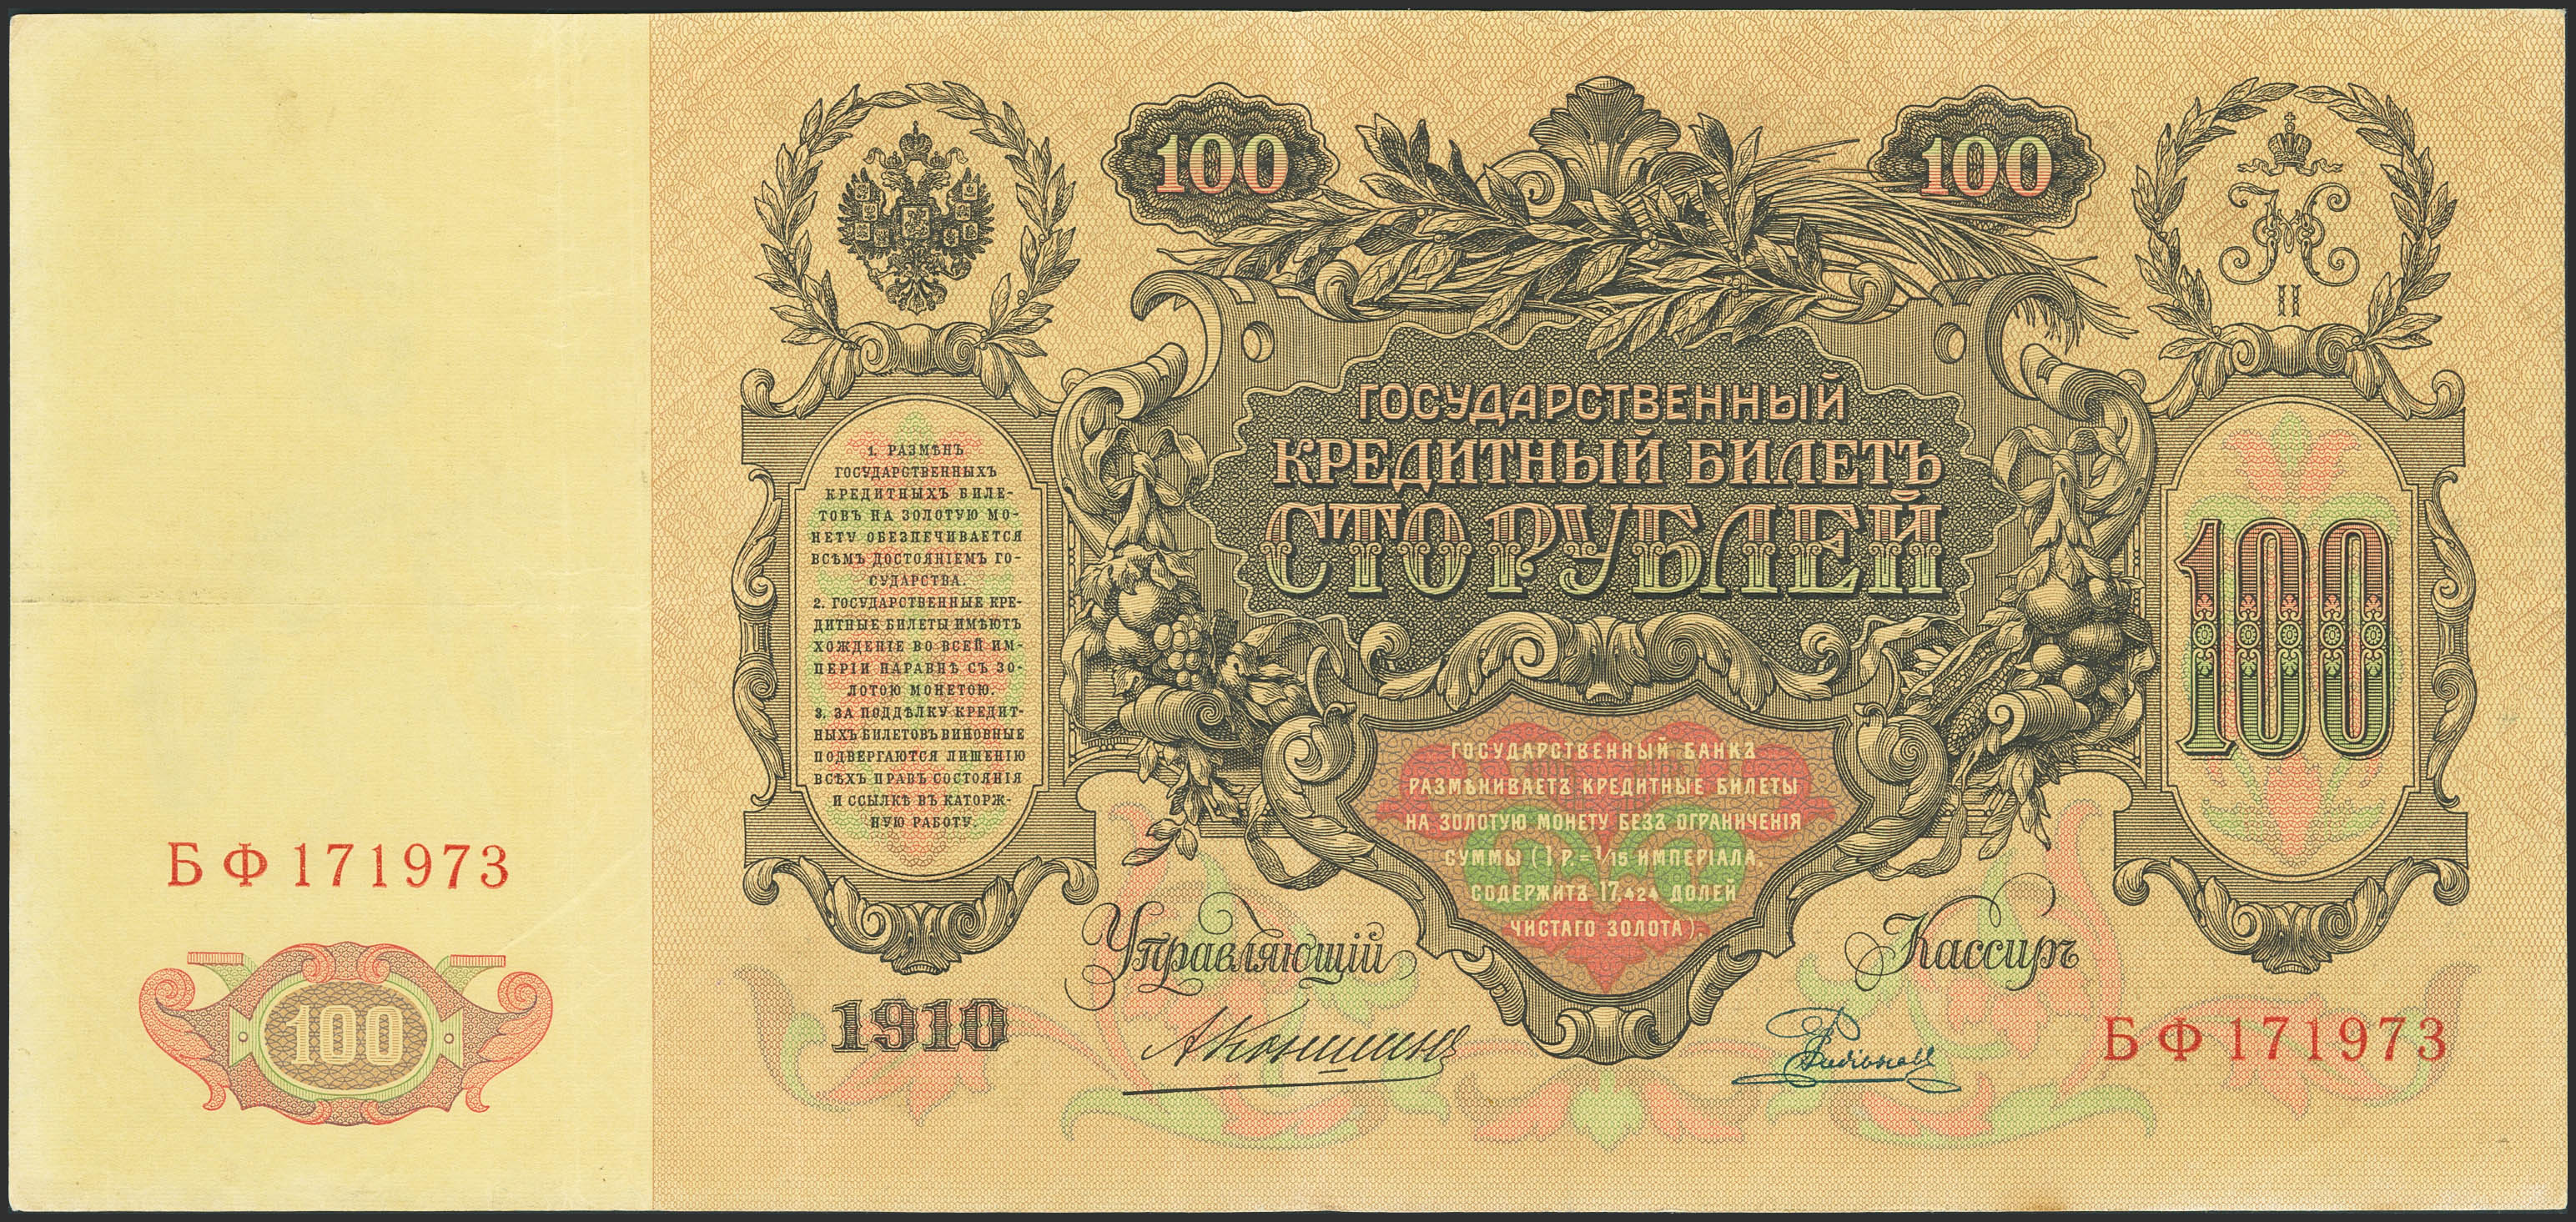 100
100
II
ГОСУДАРСТВЕННЫЙ
КРЕДИТНЫЙ БИЛЕТЪ
СТО РУБЛЕЙ
1. РАЗМѢНЪ
ГОСУДАРСТВЕННЫХЪ
КРЕДИТНЫХЪ БИЛЕ-
ТОВЪ НА ЗОЛОТУЮ МО-
НЕТУ ОБЕЗПЕЧИВАЕТСЯ
ВСѢМЪ ДОСТОЯНІЕМЪ ГО-
СУДАРСТВА.
2. ГОСУДАРСТВЕННЫЕ КРЕ-
ДИТНЫЕ БИЛЕТЫ ИМѢЮТЪ
ХОЖДЕНІЕ ВО ВСЕЙ ИМ-
ПЕРІИ НАРАВНѢ СЪ ЗО-
ЛОТОЮ МОНЕТОЮ.
3. ЗА ПОДДѢЛКУ КРЕДИТ-
НЫХЪ БИЛЕТОВЪ ВИНОВНЫЕ
ПОДВЕРГАЮТСЯ ЛИШЕНІЮ
ВСѢХЪ ПРАВЪ СОСТОЯНІЯ
И ССЫЛКѢ ВЪ КАТОРЖ-
НУЮ РАБОТУ.
100
ГОСУДАРСТВЕННЫЙ БАНКЪ
РАЗМѢНИВАЕТЪ КРЕДИТНЫЕ БИЛЕТЫ
НА ЗОЛОТУЮ МОНЕТУ БЕЗЪ ОГРАНИЧЕНІЯ
СУММЫ (1 Р.=1/15 ИМПЕРІАЛА,
СОДЕРЖИТЪ 17,424 ДОЛЕЙ
ЧИСТАГО ЗОЛОТА).
БФ 171973
100
Управляющій
Кассиръ
1910
АКоншинъ
БФ 171973